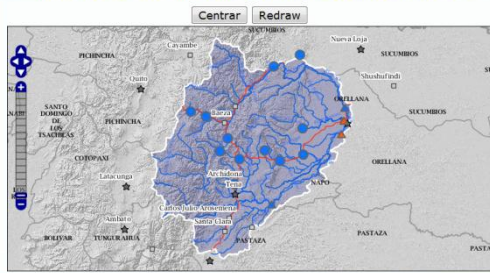 Centrar Redraw
SUCUMBIOS
Nueva Loja
Cayambe
PICHINCHA
SUCUMBIOS
Quito
Shushufindi
ORELLANA
SANTO
DOMINGO
DE
LOS
TSACHILAS
PICHINCHA
Baeza
SUCUMBIOS
COTOPAXI
ORELLANA
Archidona
Latacunga
Tena
NAPO
Carlos Julio Arosemena
Ambato
Santa Clara
BOLIVAR
TUNGURAHUA
PASTAZA
PASTAZA